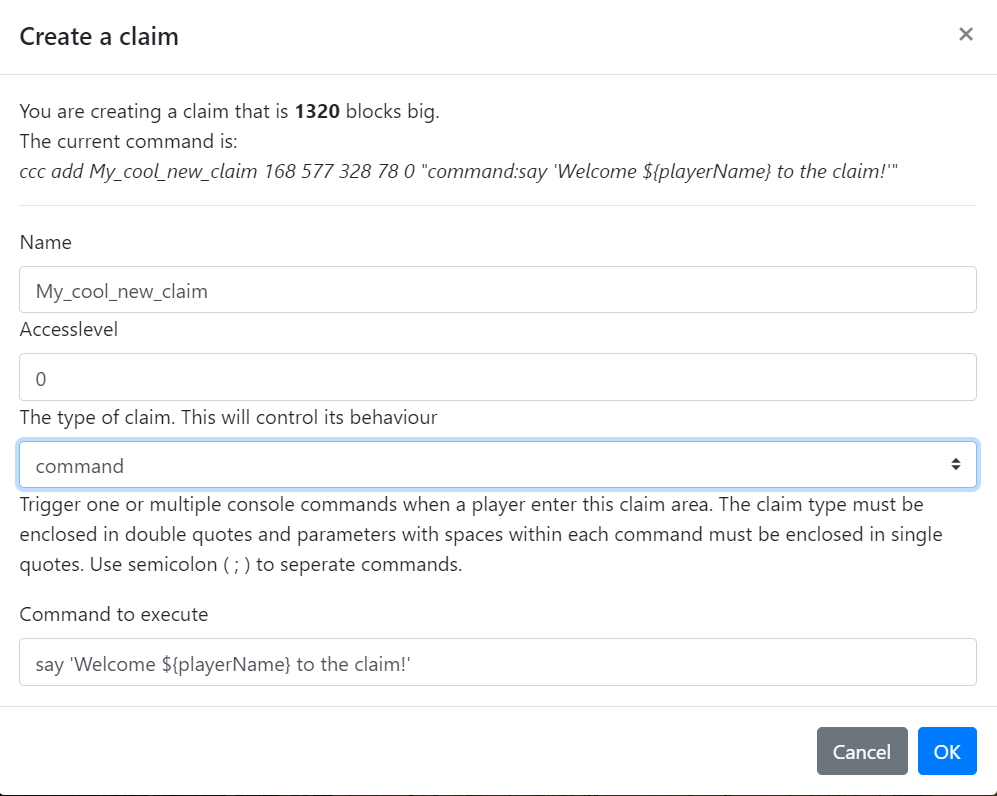 Create a claim ×
You are creating a claim that is 1320 blocks big.
The current command is:
ccc add My_cool_new_claim 168 577 328 78 0 "command:say 'Welcome ${playerName} to the claim!'"
Name
My_cool_new_claim
Accesslevel
0
The type of claim. This will control its behaviour
command
Trigger one or multiple console commands when a player enter this claim area. The claim type must be
enclosed in double quotes and parameters with spaces within each command must be enclosed in single
quotes. Use semicolon ( ; ) to seperate commands.
Command to execute
say 'Welcome ${playerName} to the claim!'
Cancel OK